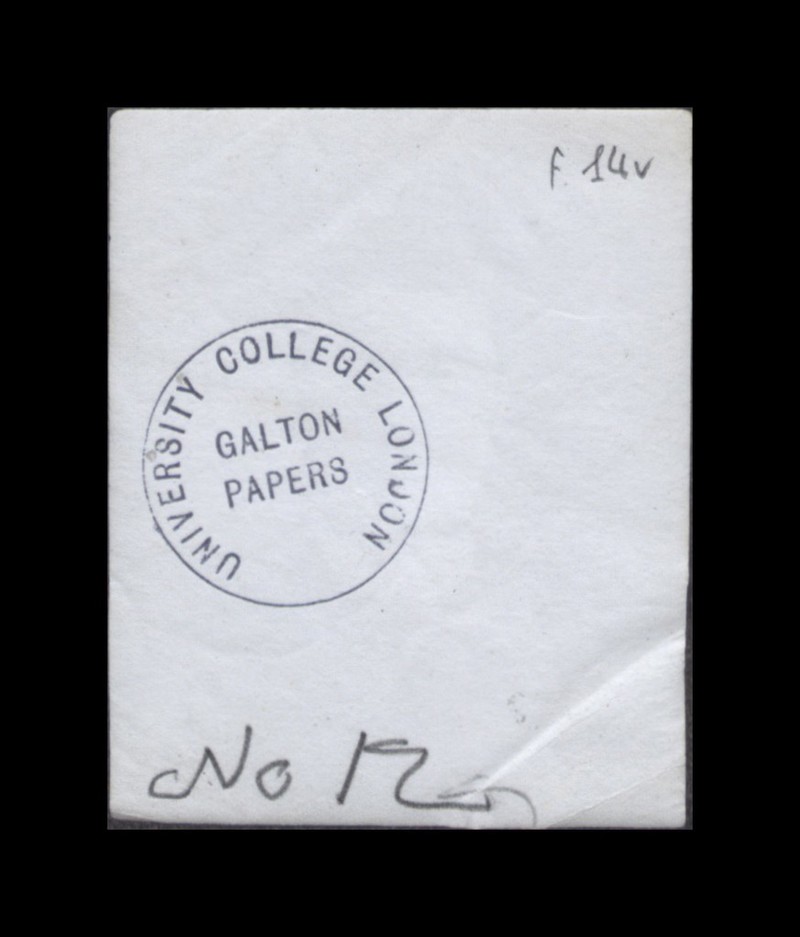 f. 14v
UNIVERSITY COLLEGE LONDON
GALTON
PAPERS
No 12